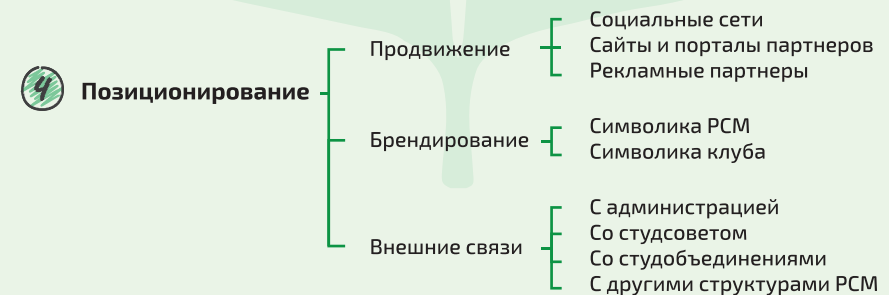 4 Позиционирование
Продвижение
Социальные сети
Сайты и порталы партнеров
Рекламные партнеры
Брендирование
Символика РСМ
Символика клуба
Внешние связи
С администрацией
Со студсоветом
Со студобъединениями
С другими структурами РСМ